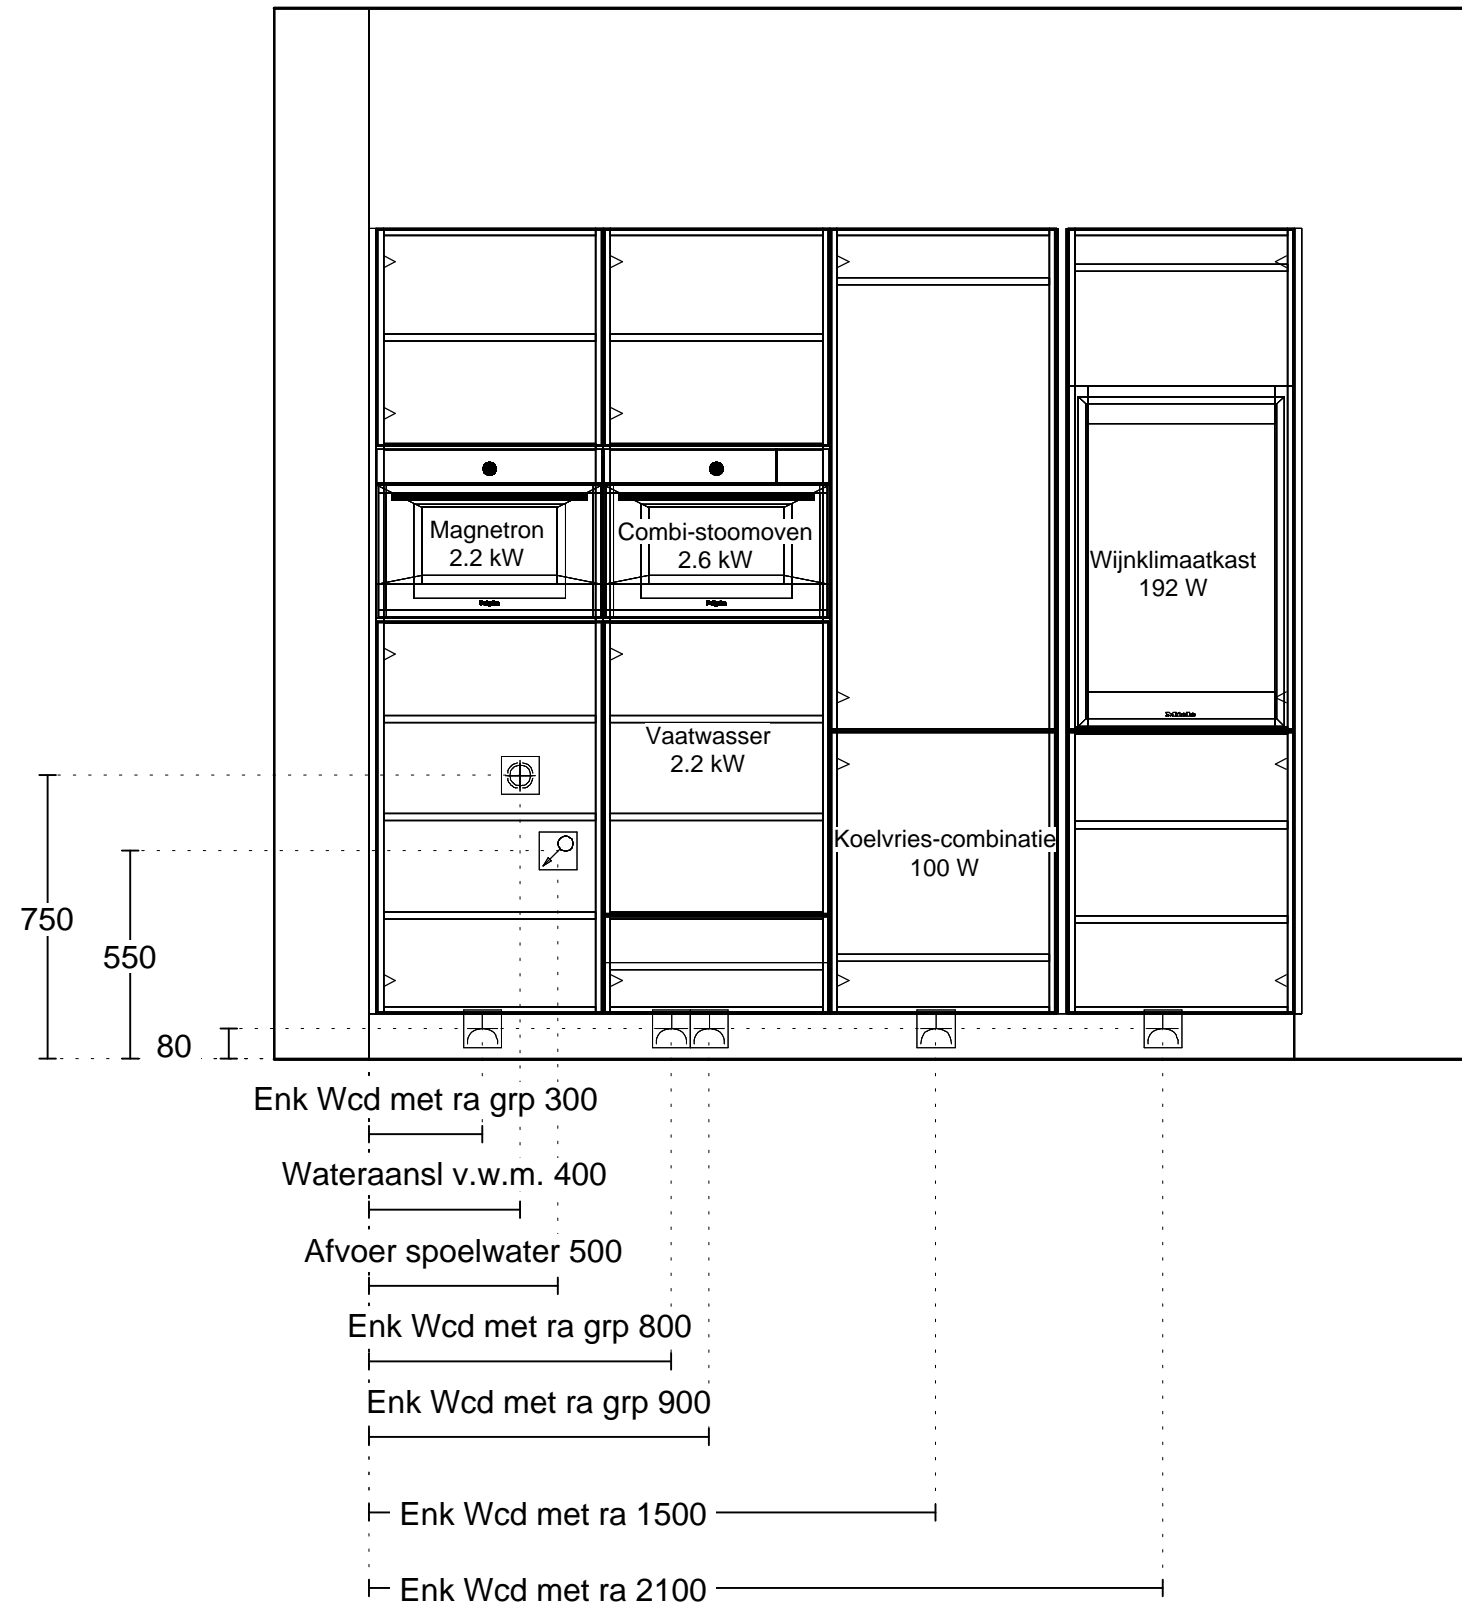 Magnetron
2.2 kW
Combi-stoomoven
2.6 kW
Wijnklimaatkast
192 W
Vaatwasser
2.2 kW
Koelvries-combinatie
100 W
750
550
80
Enk Wcd met ra grp 300
Wateraansl v.w.m. 400
Afvoer spoelwater 500
Enk Wcd met ra grp 800
Enk Wcd met ra grp 900
Enk Wcd met ra 1500
Enk Wcd met ra 2100